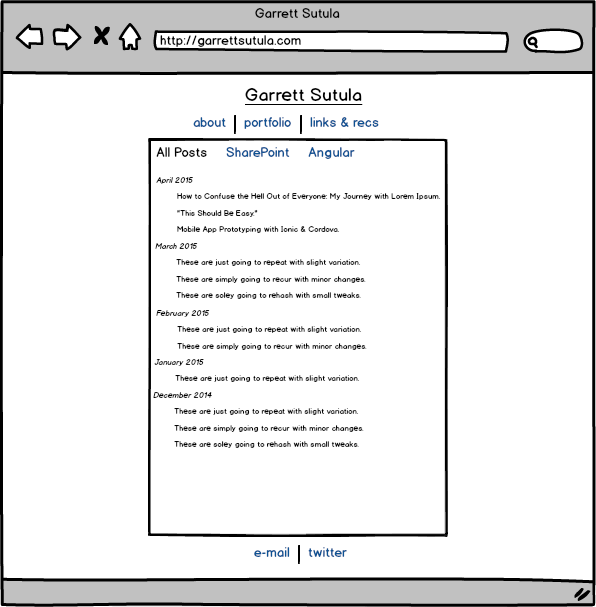 Garrett Sutula
http://garrettsutula.com
Garrett Sutula
about | portfolio | links & recs
All Posts SharePoint Angular
April 2015
How to Confuse the Hell Out of Everyone: My Journey with Lorem Ipsum.
"This Should Be Easy."
Mobile App Prototyping with Ionic & Cordova.
March 2015
These are just going to repeat with slight variation.
These are simply going to recur with minor changes.
These are soley going to rehash with small tweaks.
February 2015
These are just going to repeat with slight variation.
These are simply going to recur with minor changes.
January 2015
These are just going to repeat with slight variation.
December 2014
These are just going to repeat with slight variation.
These are simply going to recur with minor changes.
These are soley going to rehash with small tweaks.
e-mail | twitter